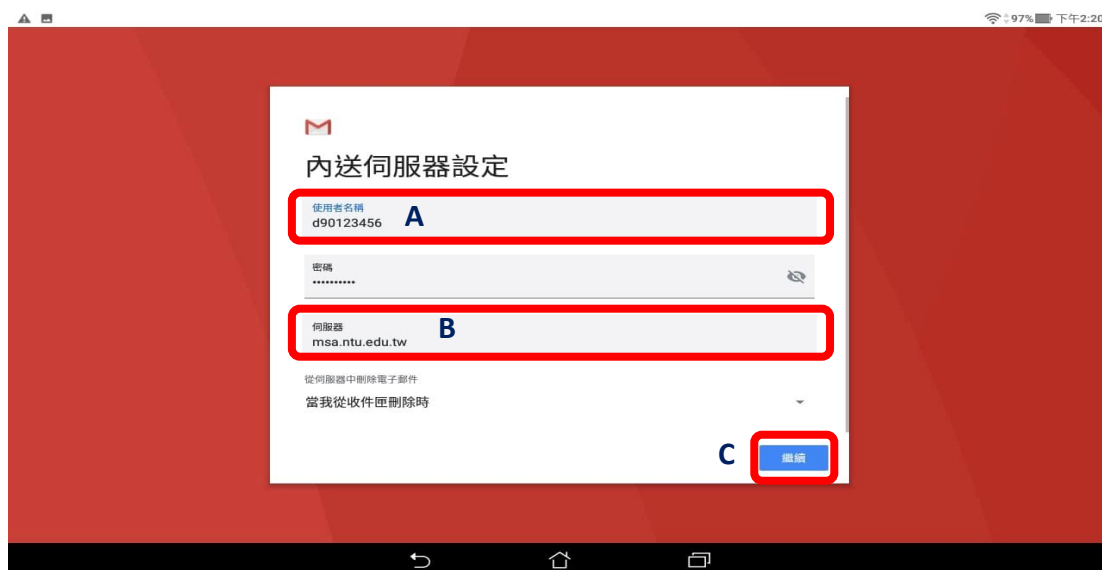 97% 下午2:20
內送伺服器設定
使用者名稱
d90123456 A
密碼
••••••••••
伺服器 B
msa.ntu.edu.tw
從伺服器中刪除電子郵件
當我從收件匣刪除時
C 繼續